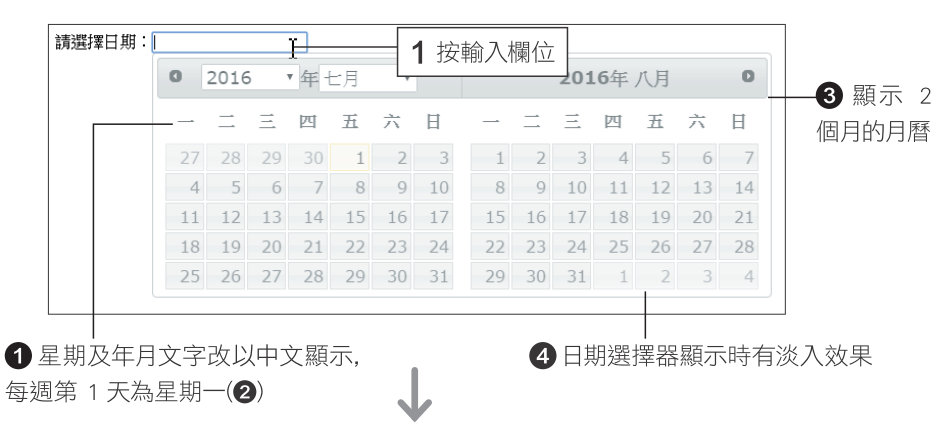 請選擇日期：
1 按輸入欄位
2016 年 七月 2016年 八月
❸ 顯示 2
個月的月曆
一 二 三 四 五 六 日 一 二 三 四 五 六 日
27 28 29 30 1 2 3 1 2 3 4 5 6 7
4 5 6 7 8 9 10 8 9 10 11 12 13 14
11 12 13 14 15 16 17 15 16 17 18 19 20 21
18 19 20 21 22 23 24 22 23 24 25 26 27 28
25 26 27 28 29 30 31 29 30 31 1 2 3 4
❶ 星期及年月文字改以中文顯示,
每週第 1 天為星期一(❷)
❹ 日期選擇器顯示時有淡入效果